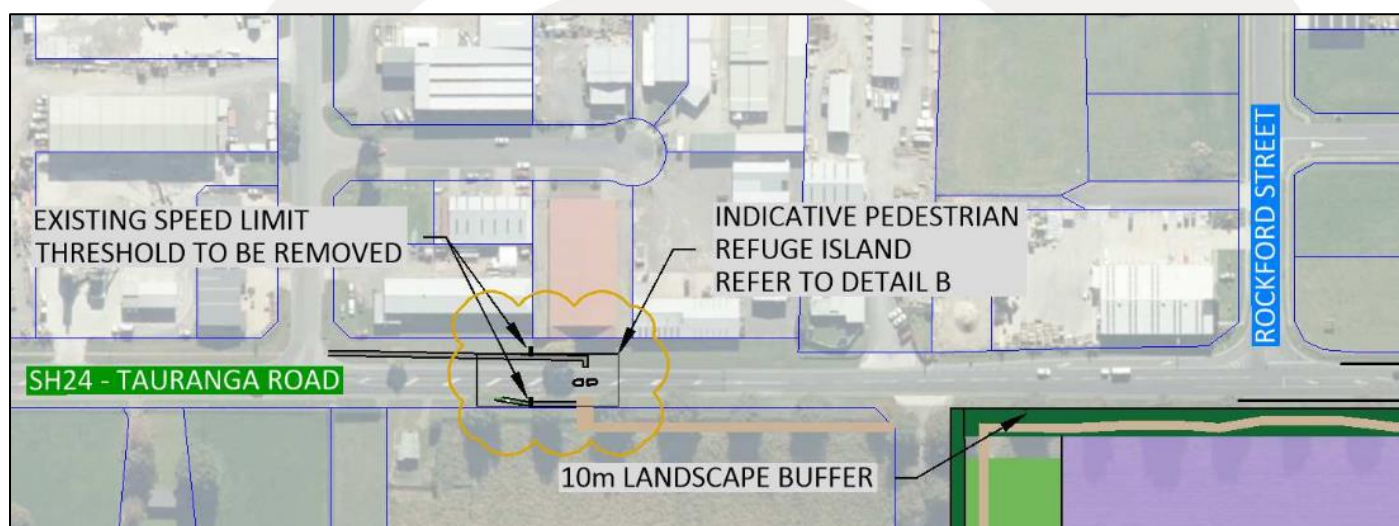 EXISTING SPEED LIMIT
THRESHOLD TO BE REMOVED
INDICATIVE PEDESTRIAN
REFUGE ISLAND
REFER TO DETAIL B
ROCKFORD STREET
SH24 - TAURANGA ROAD
10m LANDSCAPE BUFFER